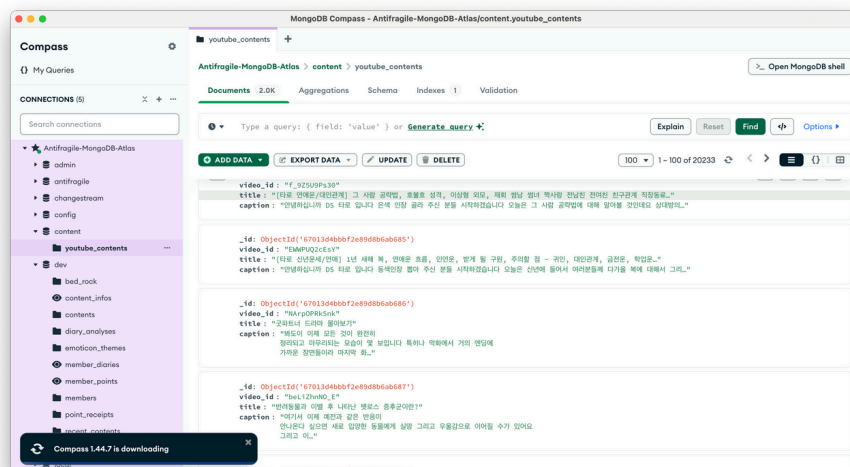 MongoDB Compass - Antifragile-MongoDB-Atlas/content.youtube_contents
Compass
{} My Queries
CONNECTIONS (5)
Search connections
Antifragile-MongoDB-Atlas
admin
antifragile
changestream
config
content
youtube_contents
dev
bed_rock
content_infos
contents
diary_analyses
emoticon_themes
member_diaries
member_points
members
point_receipts
recent_contents
local
Compass 1.44.7 is downloading
youtube_contents
Antifragile-MongoDB-Atlas > content > youtube_contents
>_ Open MongoDB shell
Documents 2.0K Aggregations Schema Indexes 1 Validation
Type a query: { field: 'value' } or Generate query
Explain Reset Find </> Options
ADD DATA EXPORT DATA UPDATE DELETE
100 1 – 100 of 20233 {}
video_id : "f_9Z5U9Ps30"
title : "[타로 연애운/대인관계] 그 사람 공략법, 호불호 성격, 이상형 외모, 재회 썸남 썸녀 짝사랑 전남친 전여친 친구관계 직장동료…"
caption : "안녕하십니까 DS 타로 입니다 은색 인장 골라 주신 분들 시작하겠습니다 오늘은 그 사람 공략법에 대해 알아볼 것인데요 상대방의…"
_id: ObjectId('67013d4bbbf2e89d8b6ab685')
video_id : "EWWPUQ2cEsY"
title : "[타로 신년운세/연애] 1년 새해 복, 연애운 흐름, 인연운, 받게 될 구원, 주의할 점 - 귀인, 대인관계, 금전운, 학업운…"
caption : "안녕하십니까 DS 타로 입니다 동색인장 뽑아 주신 분들 시작하겠습니다 오늘은 신년에 들어서 여러분들께 다가올 복에 대해서 그리…"
_id: ObjectId('67013d4bbbf2e89d8b6ab686')
video_id : "NArpOPRkSnk"
title : "굿파트너 드라마 몰아보기"
caption : "봐도이 이제 모든 것이 완전히
정리되고 마무리되는 모습이 몇 보입니다 특히나 막화에서 거의 엔딩에
가까운 장면들이라 마지막 화…"
_id: ObjectId('67013d4bbbf2e89d8b6ab687')
video_id : "beLiZhnNO_E"
title : "반려동물과 이별 후 나타난 펫로스 증후군이란?"
caption : "여기서 이제 예전과 같은 반응이
안나온다 싶으면 새로 입양한 동물에게 실망 그리고 우울감으로 이어질 수가 있어요
그리고 이…"